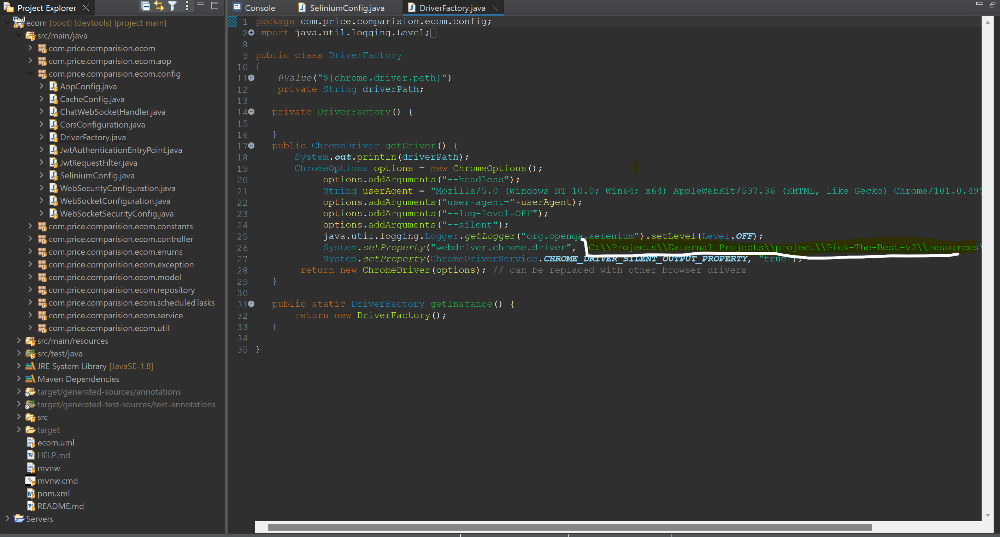 Project Explorer
ecom [boot] [devtools] [project main]
src/main/java
com.price.comparision.ecom
com.price.comparision.ecom.aop
com.price.comparision.ecom.config
AopConfig.java
CacheConfig.java
ChatWebSocketHandler.java
CorsConfiguration.java
DriverFactory.java
JwtAuthenticationEntryPoint.java
JwtRequestFilter.java
SeliniumConfig.java
WebSecurityConfiguration.java
WebSocketConfiguration.java
WebSocketSecurityConfig.java
com.price.comparision.ecom.constants
com.price.comparision.ecom.controller
com.price.comparision.ecom.enums
com.price.comparision.ecom.exception
com.price.comparision.ecom.model
com.price.comparision.ecom.repository
com.price.comparision.ecom.scheduledTasks
com.price.comparision.ecom.service
com.price.comparision.ecom.util
src/main/resources
src/test/java
JRE System Library [JavaSE-1.8]
Maven Dependencies
target/generated-sources/annotations
target/generated-test-sources/test-annotations
src
target
ecom.uml
HELP.md
mvnw
mvnw.cmd
pom.xml
README.md
Servers
Console SeliniumConfig.java DriverFactory.java
1 package com.price.comparision.ecom.config;
2 import java.util.logging.Level;
8
9 public class DriverFactory
10 {
11 @Value("${chrome.driver.path}")
12 private String driverPath;
13
14 private DriverFactory() {
15
16 }
17 public ChromeDriver getDriver() {
18 System.out.println(driverPath);
19 ChromeOptions options = new ChromeOptions();
20 options.addArguments("--headless");
21 String userAgent = "Mozilla/5.0 (Windows NT 10.0; Win64; x64) AppleWebKit/537.36 (KHTML, like Gecko) Chrome/101.0.495
22 options.addArguments("user-agent="+userAgent);
23 options.addArguments("--log-level=OFF");
24 options.addArguments("--silent");
25 java.util.logging.Logger.getLogger("org.openqa.selenium").setLevel(Level.OFF);
26 System.setProperty("webdriver.chrome.driver", C:\\Projects\\External Projects\\project\\Pick-The-Best-v2\\resources\
27 System.setProperty(ChromeDriverService.CHROME_DRIVER_SILENT_OUTPUT_PROPERTY, "true");
28 return new ChromeDriver(options); // can be replaced with other browser drivers
29 }
30
31 public static DriverFactory getInstance() {
32 return new DriverFactory();
33 }
34
35 }